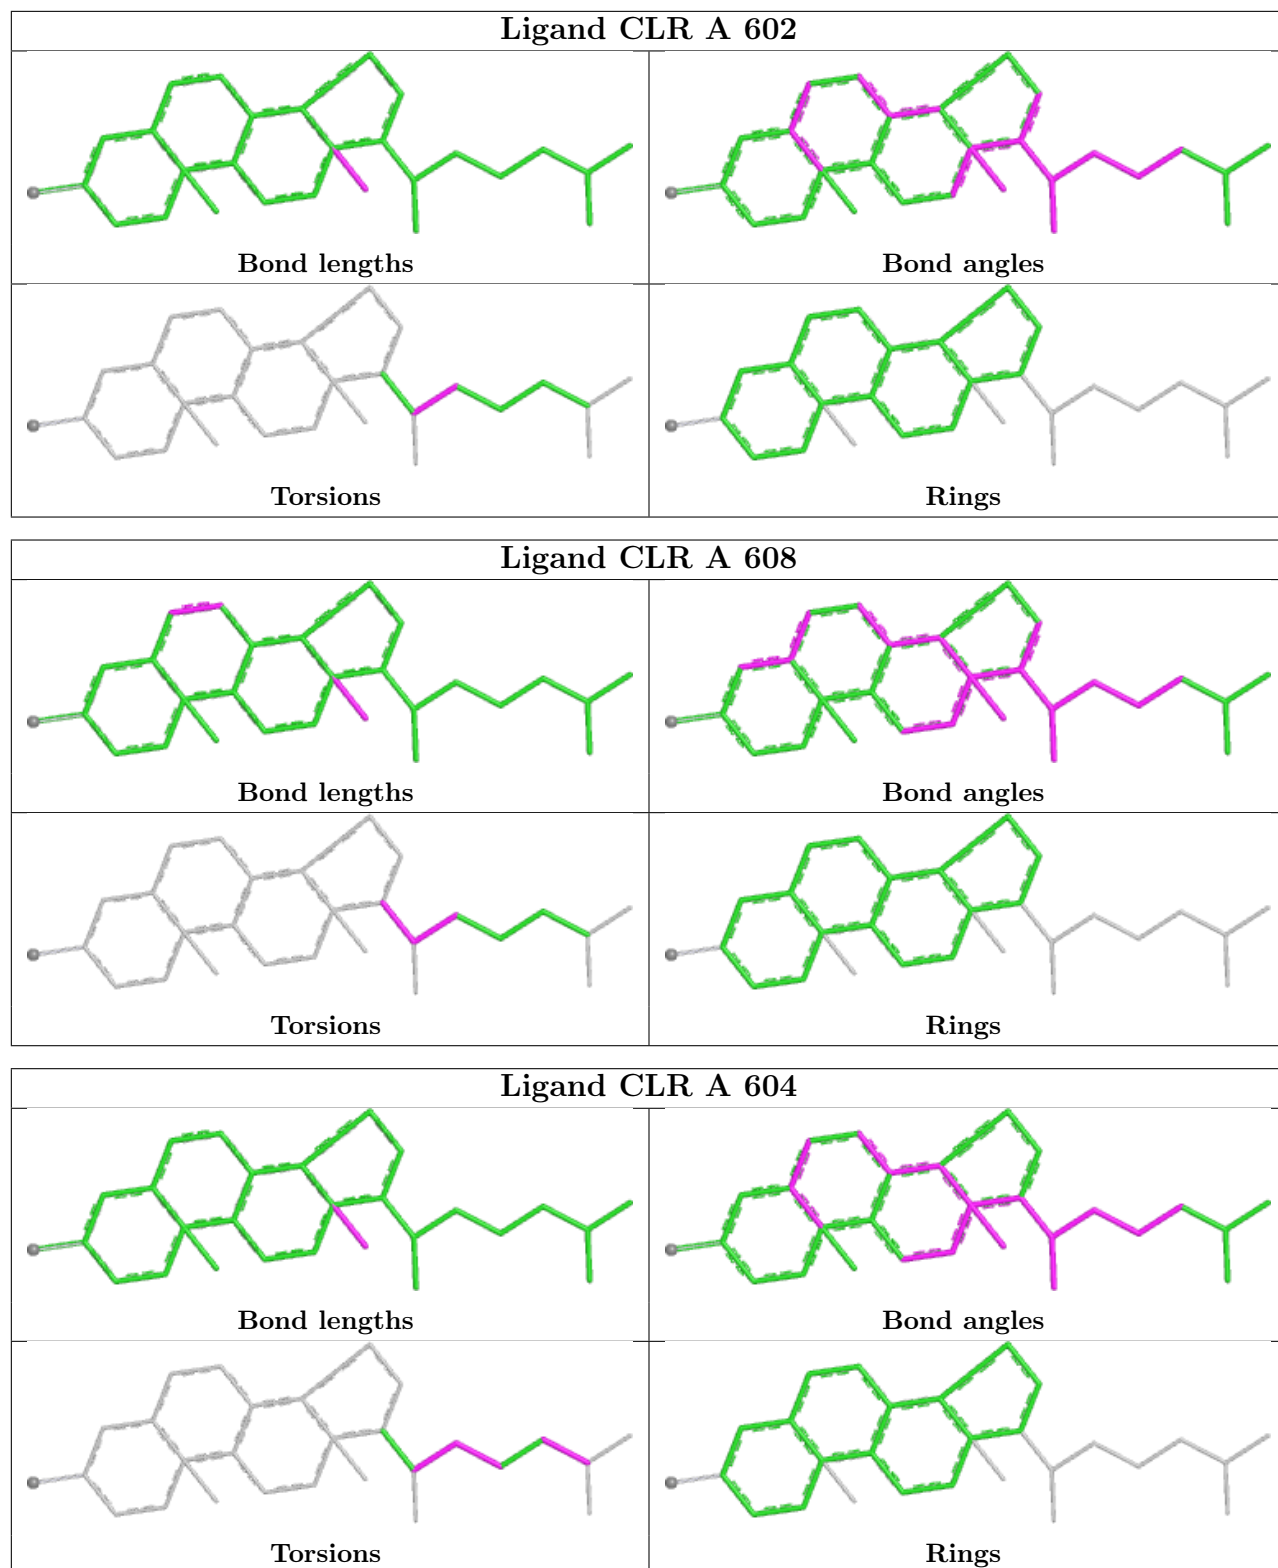 Ligand CLR A 602
Bond lengths
Bond angles
Torsions
Rings
Ligand CLR A 608
Bond lengths
Bond angles
Torsions
Rings
Ligand CLR A 604
Bond lengths
Bond angles
Torsions
Rings